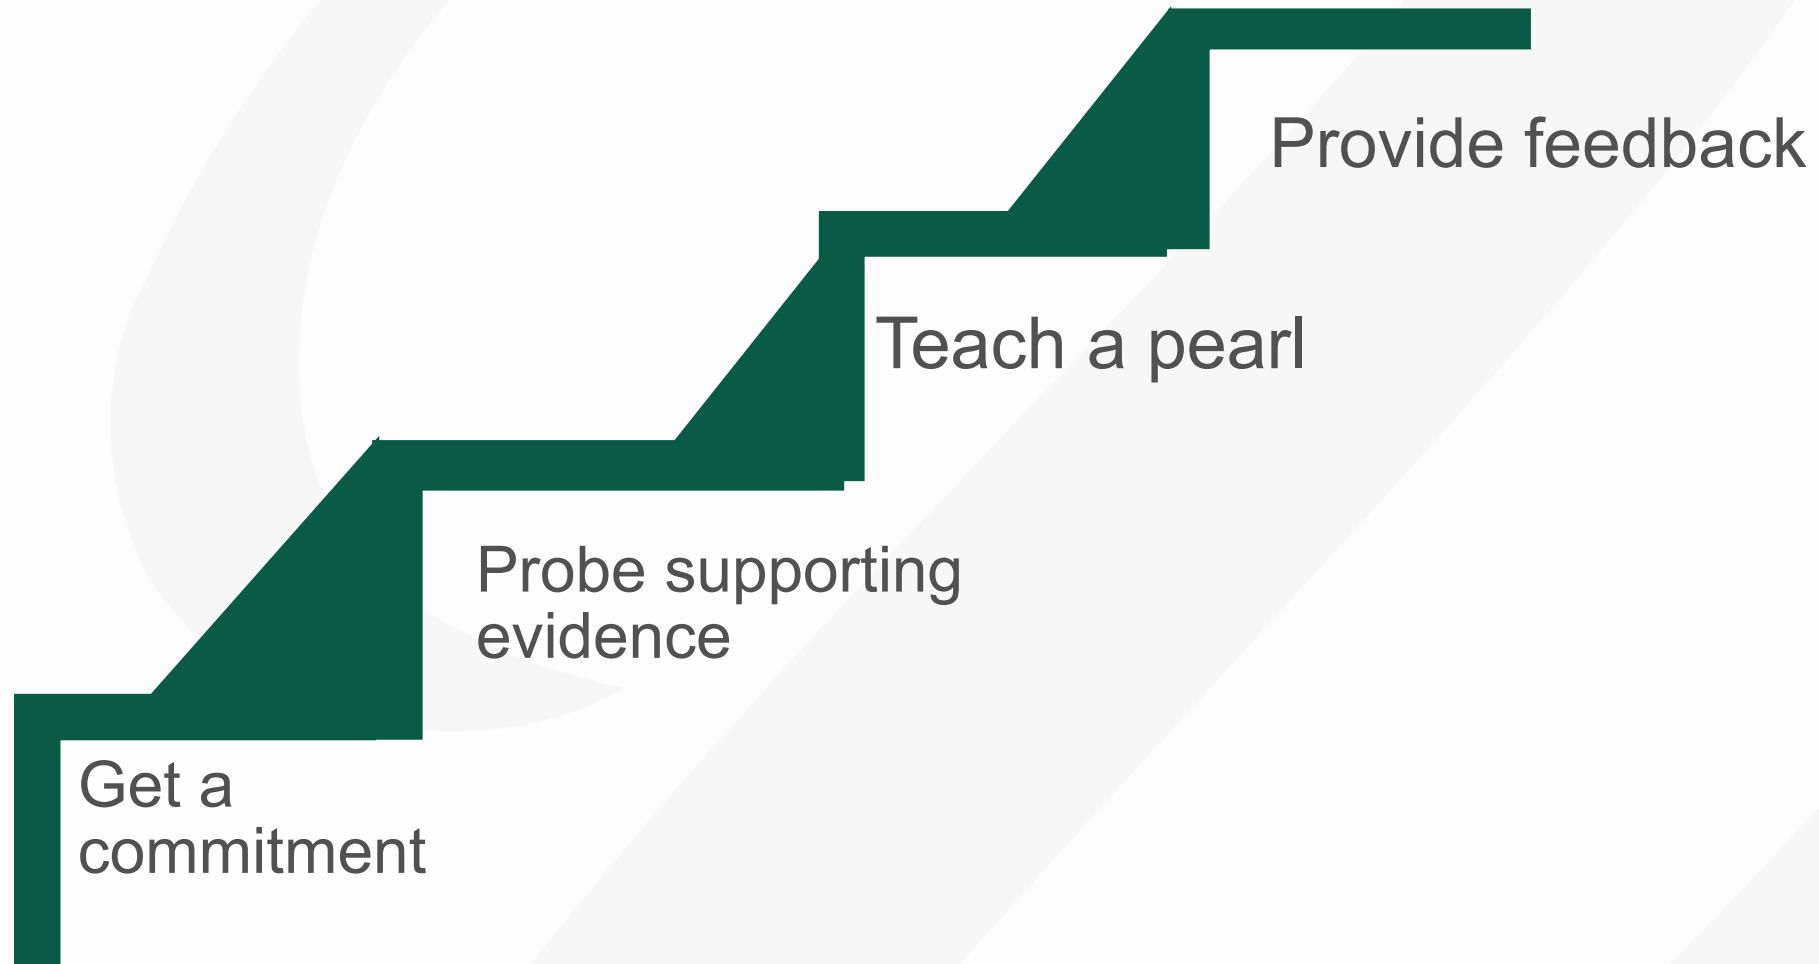 Provide feedback
Teach a pearl
Probe supporting
evidence
Get a
commitment